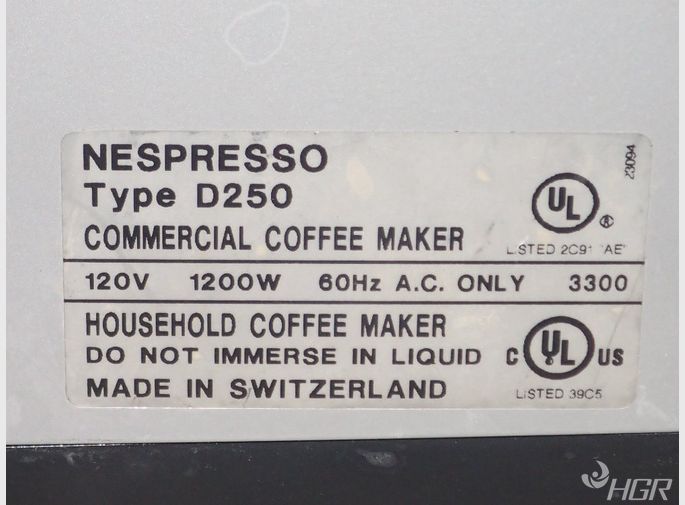 NESPRESSO
Type D250
COMMERCIAL COFFEE MAKER
UL ®
LISTED 2C91 "AE"
23094
120V 1200W 60Hz A.C. ONLY 3300
HOUSEHOLD COFFEE MAKER
DO NOT IMMERSE IN LIQUID
MADE IN SWITZERLAND
C UL US
LISTED 39C5
HGR